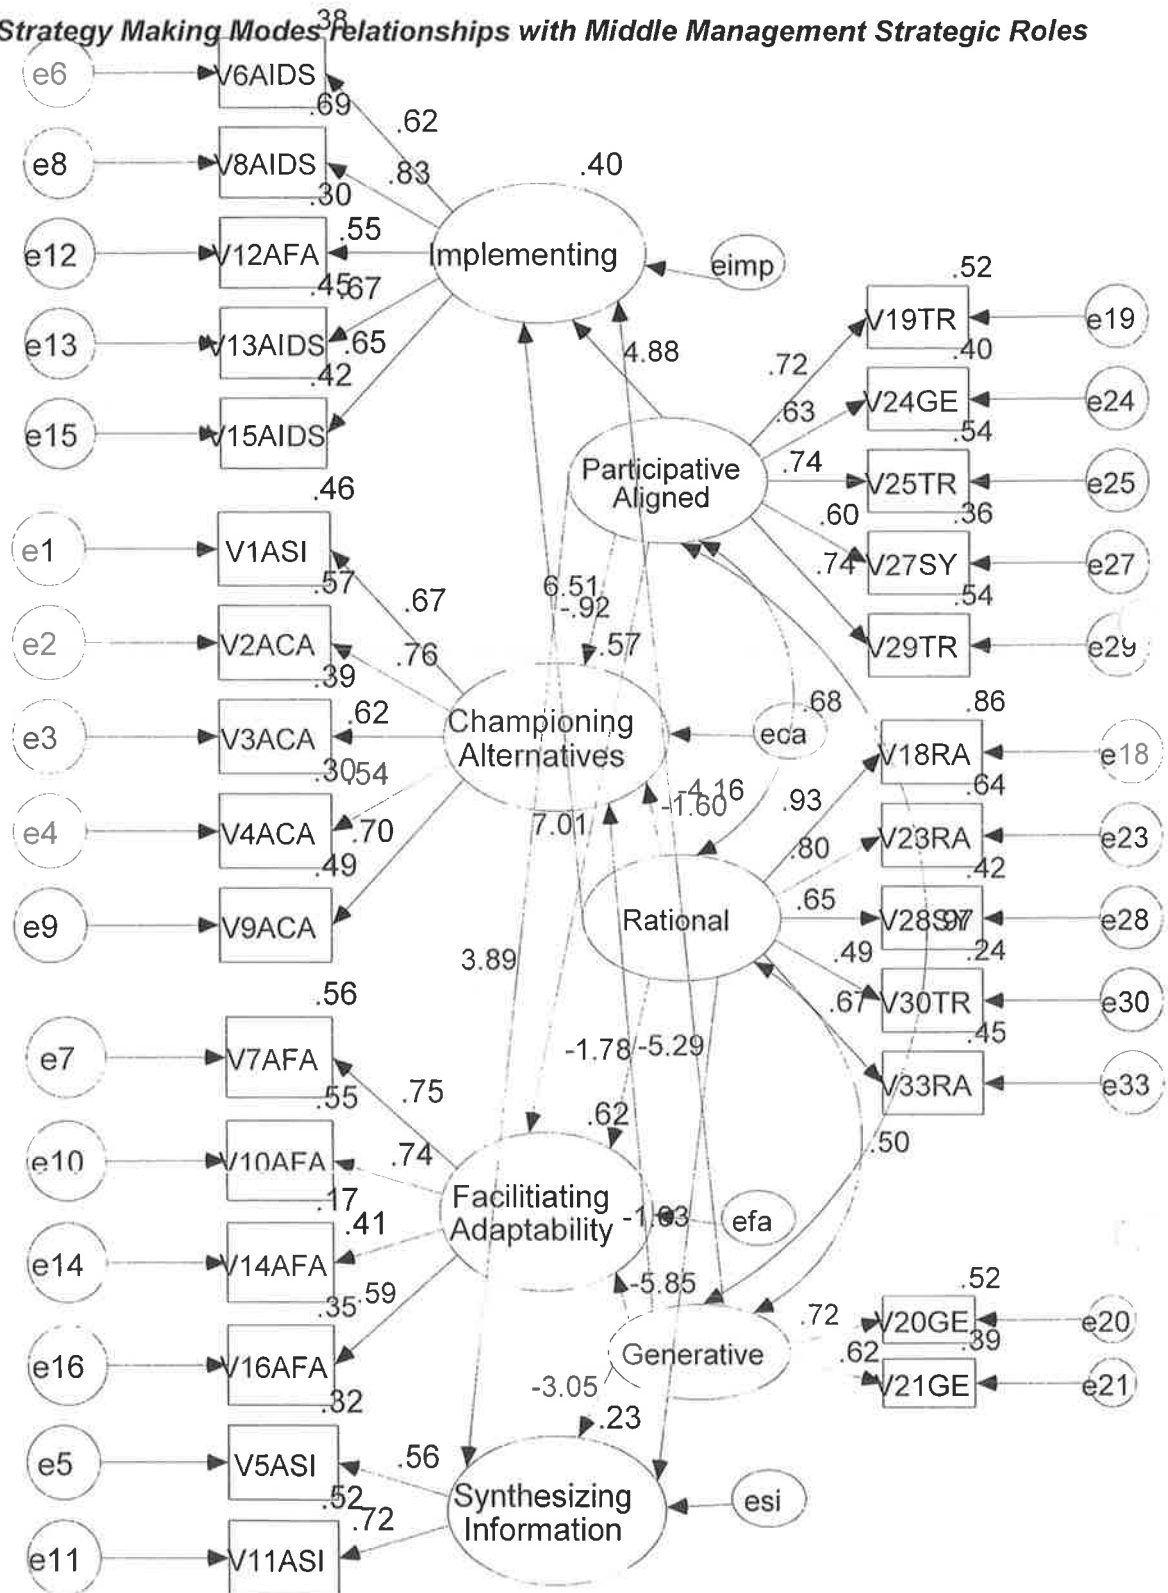 Strategy Making Modes relationships with Middle Management Strategic Roles
.38
e6
V6AIDS
.69
.62
e8
V8AIDS
.30
.83
.40
e12
V12AFA
.55
Implementing
eimp
.45
.67
e13
V13AIDS
.65
.42
e15
V15AIDS
4.88
.52
V19TR
e19
.40
.72
V24GE
e24
.63
.54
Participative
Aligned
.74
V25TR
e25
.36
.60
V27SY
e27
.74
.54
V29TR
e29
.46
e1
V1ASI
.57
.67
6.51
-.92
e2
V2ACA
.76
.39
.57
e3
V3ACA
.62
Championing
Alternatives
eca
.68
.30
.54
e4
V4ACA
.70
.49
e9
V9ACA
7.01
-4.16
-1.60
.86
V18RA
e18
.64
.93
V23RA
e23
.80
.42
Rational
.65
V28SY
.97
e28
.24
.49
V30TR
e30
.67
.45
V33RA
e33
3.89
-1.78
-5.29
.50
.56
e7
V7AFA
.75
.55
.62
e10
V10AFA
.74
.17
.41
Facilitiating
Adaptability
efa
e14
V14AFA
.35
.59
-5.85
e16
V16AFA
.32
.52
.72
V20GE
e20
.39
Generative
.62
V21GE
e21
-3.05
.23
e5
V5ASI
.56
.52
.72
Synthesizing
Information
esi
e11
V11ASI